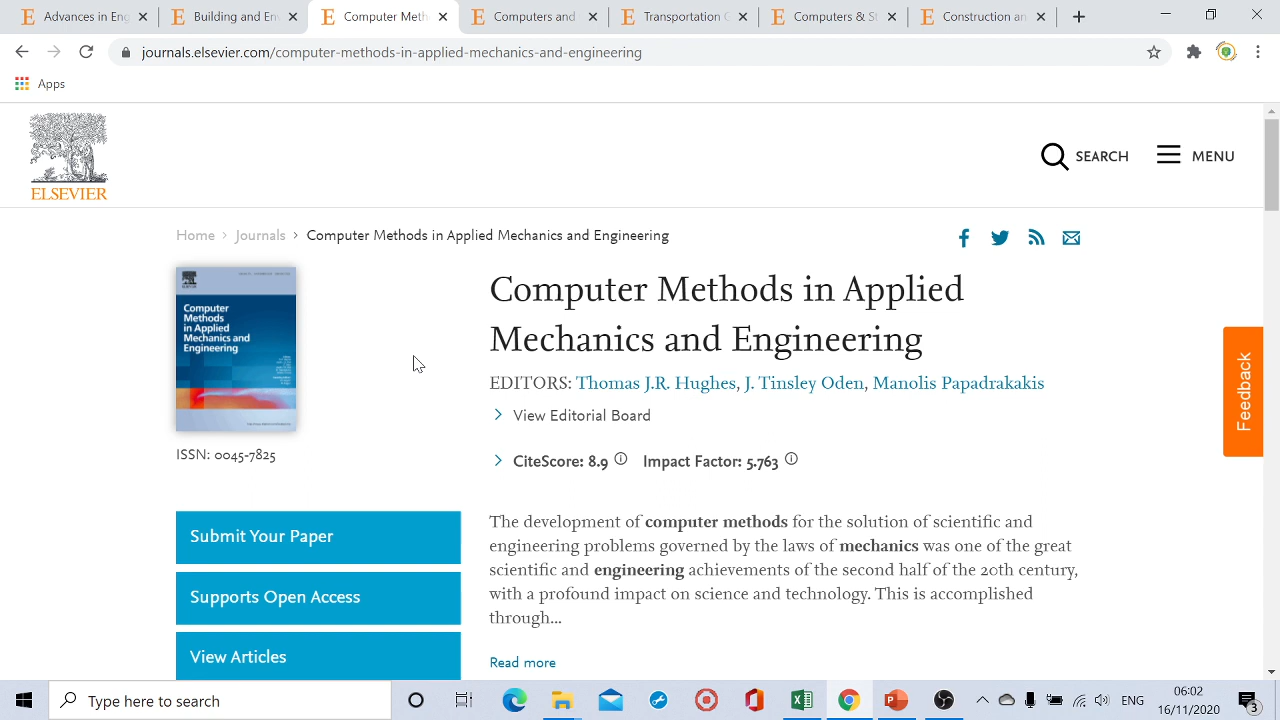 Advances in Eng
Computer Meth
Computer Metho
Transportation G
Computers & St
journals.elsevier.com/computer-methods-in-applied-mechanics-and-engineering
Apps
ELSEVIER
SEARCH
MENU
Home > Journals > Computer Methods in Applied Mechanics and Engineering
Computer
Methods
in Applied
Mechanics and
Engineering
ISSN: 0045-7825
Submit Your Paper
Supports Open Access
View Articles
Computer Methods in Applied
Mechanics and Engineering
EDITORS: Thomas J.R. Hughes, J. Tinsley Oden, Manolis Papadrakakis
View Editorial Board
CiteScore: 8.9 Impact Factor: 5.763
The development of computer methods for the solution of scientific and
engineering problems governed by the laws of mechanics was one of the great
scientific and engineering achievements of the second half of the 20th century,
with a profound impact on science and technology. This is accomplished
through...
Read more
Feedback
Type here to search
ENG
06:02
16/11/2020
3